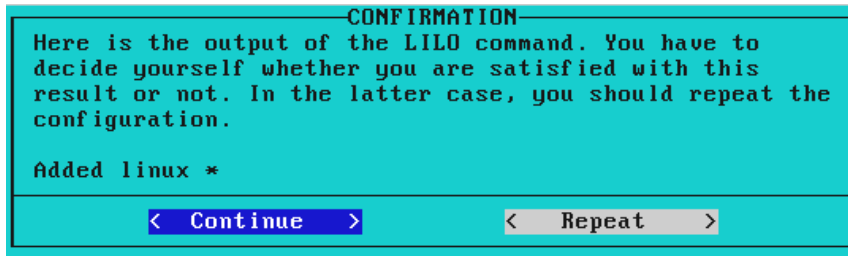 CONFIRMATION
Here is the output of the LILO command. You have to
decide yourself whether you are satisfied with this
result or not. In the latter case, you should repeat the
configuration.
Added linux *
< Continue > < Repeat >